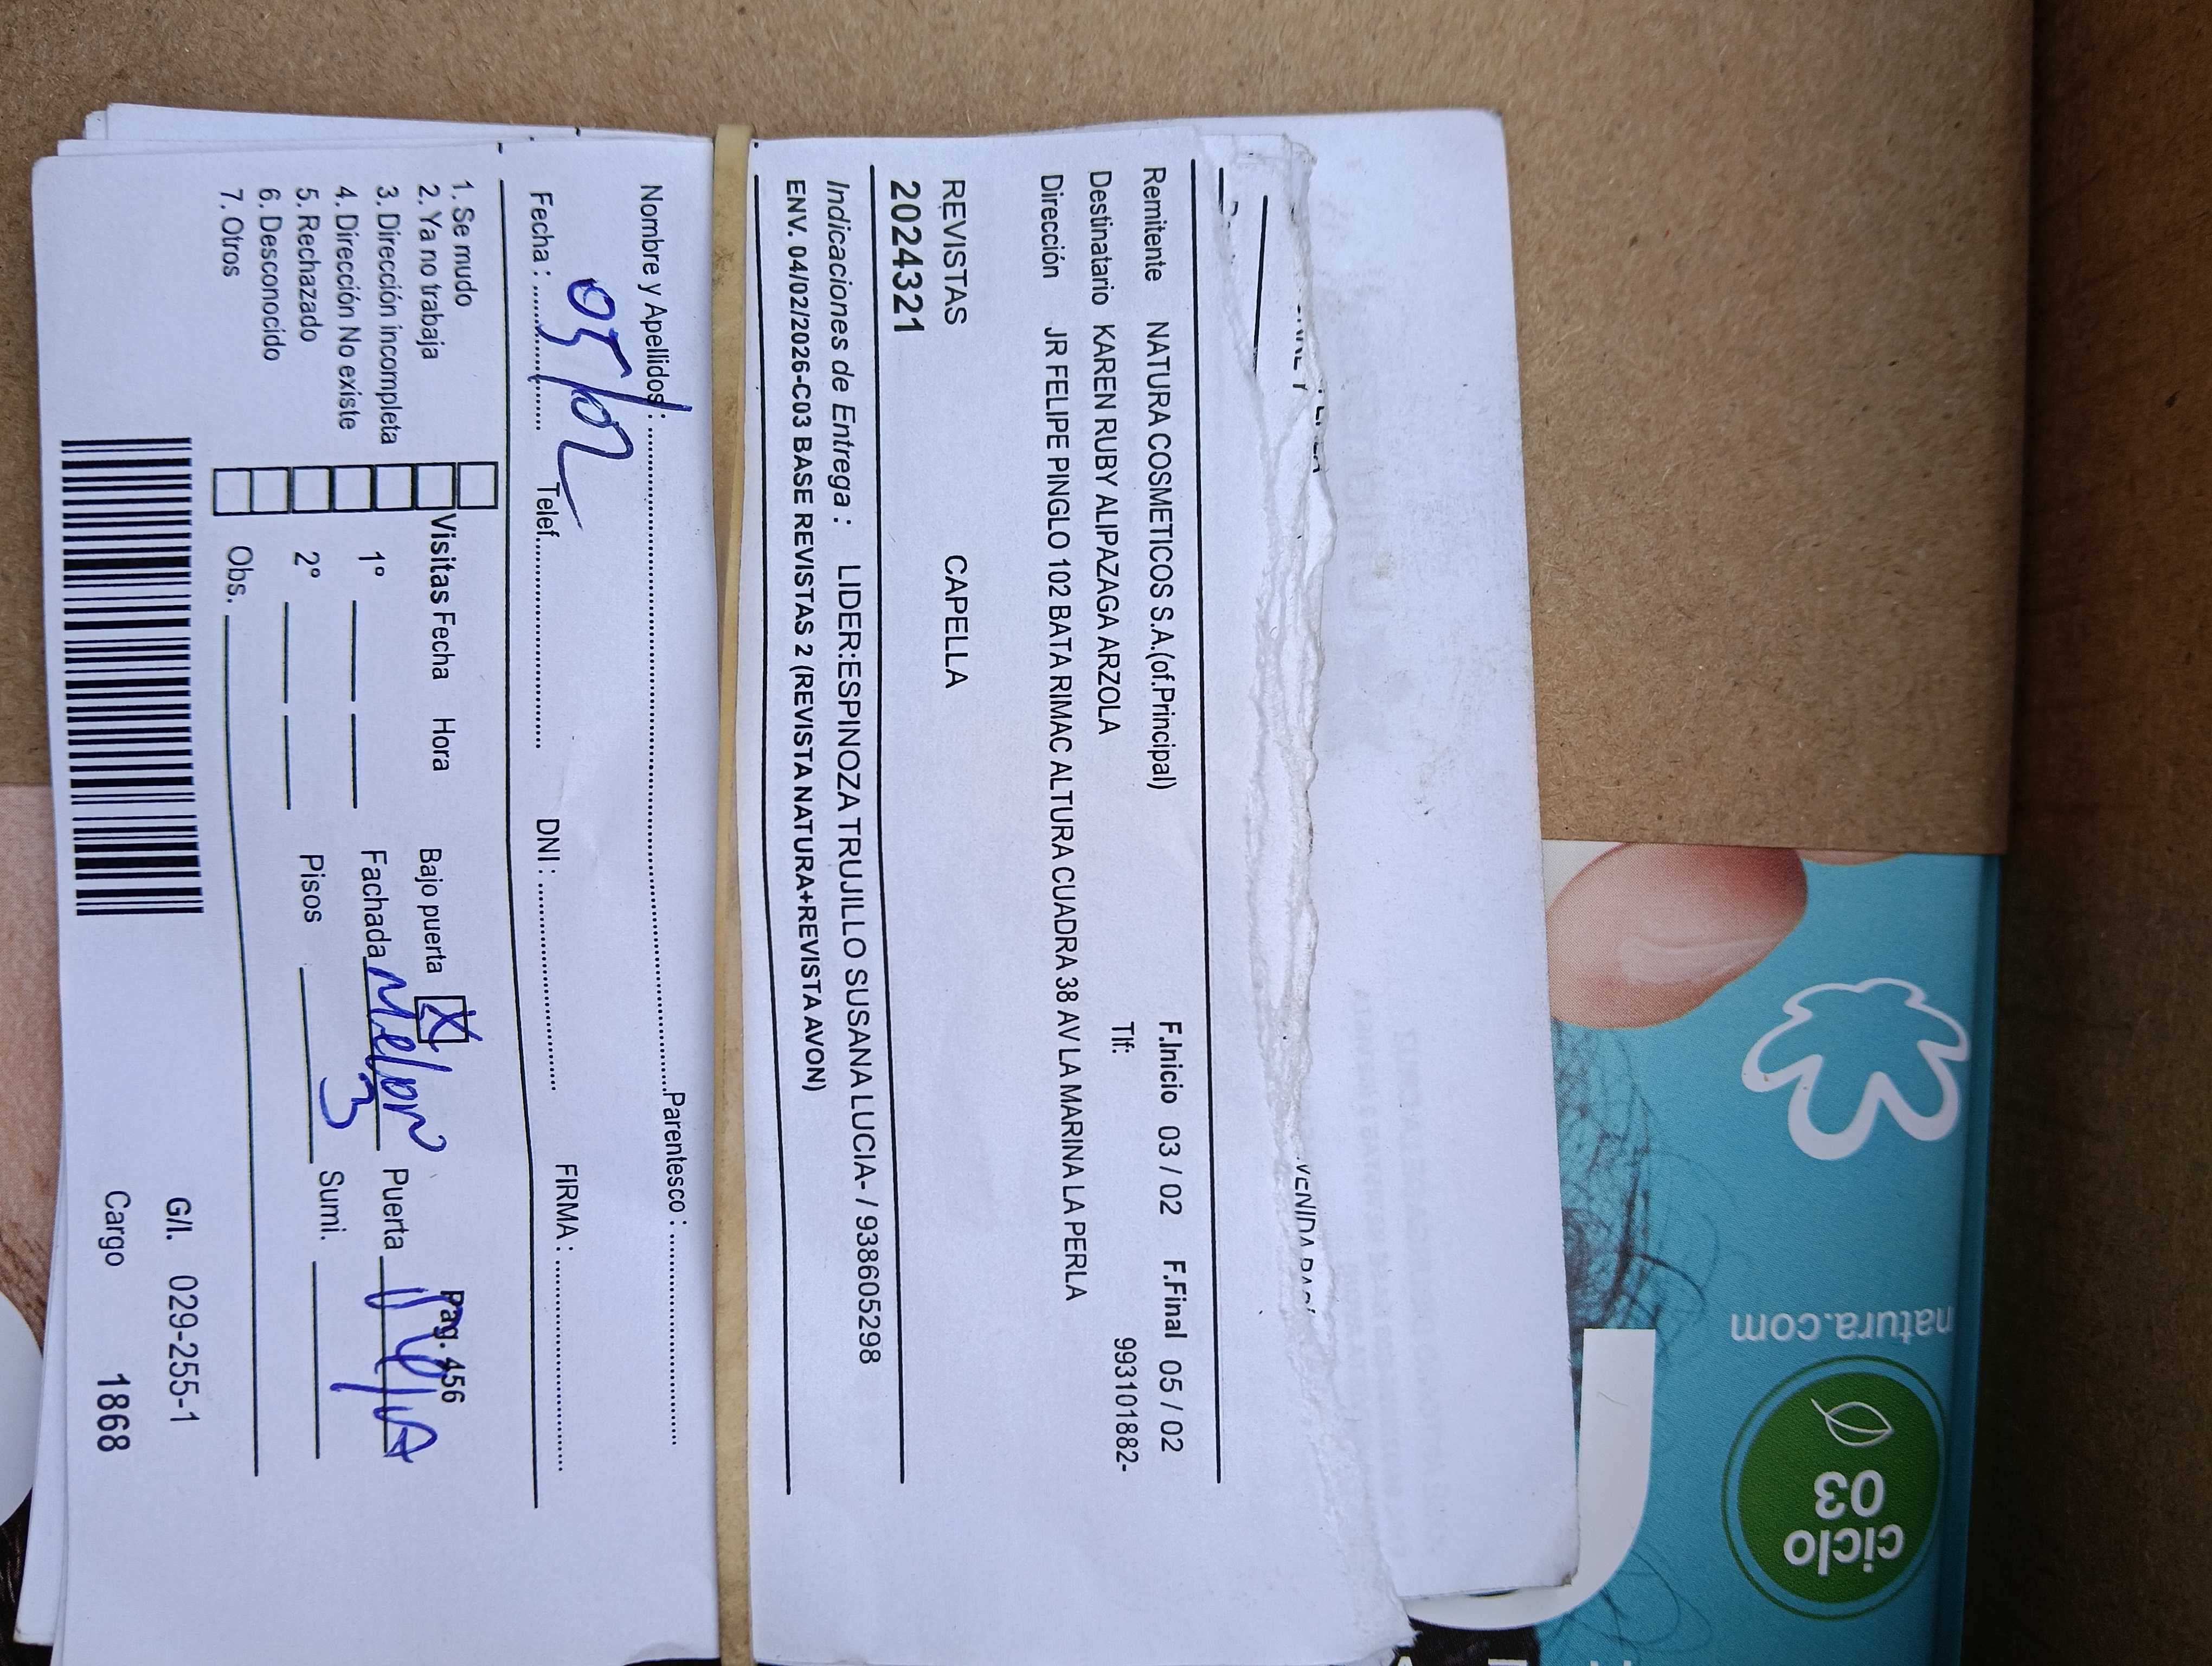 Remitente NATURA COSMETICOS S.A.(of.Principal) F.Inicio 03 / 02 F.Final 05 / 02
Destinatario KAREN RUBY ALIPAZAGA ARZOLA Tlf: 993101882-
Dirección JR FELIPE PINGLO 102 BATA RIMAC ALTURA CUADRA 38 AV LA MARINA LA PERLA
REVISTAS CAPELLA
2024321
Indicaciones de Entrega : LIDER:ESPINOZA TRUJILLO SUSANA LUCIA- / 938605298
ENV. 04/02/2026-C03 BASE REVISTAS 2 (REVISTA NATURA+REVISTA AVON)
Nombre y Apellidos : Parentesco :
05/02
Fecha : Telef. DNI : FIRMA :
1. Se mudo
2. Ya no trabaja
3. Dirección incompleta
4. Dirección No existe
5. Rechazado
6. Desconocido
7. Otros
Visitas Fecha Hora
1º
2º
Obs.
Bajo puerta X Pag. 456
Fachada Puerta
Pisos 3 Sumi.
G/I. 029-255-1
Cargo 1868
natura.com
ciclo
03